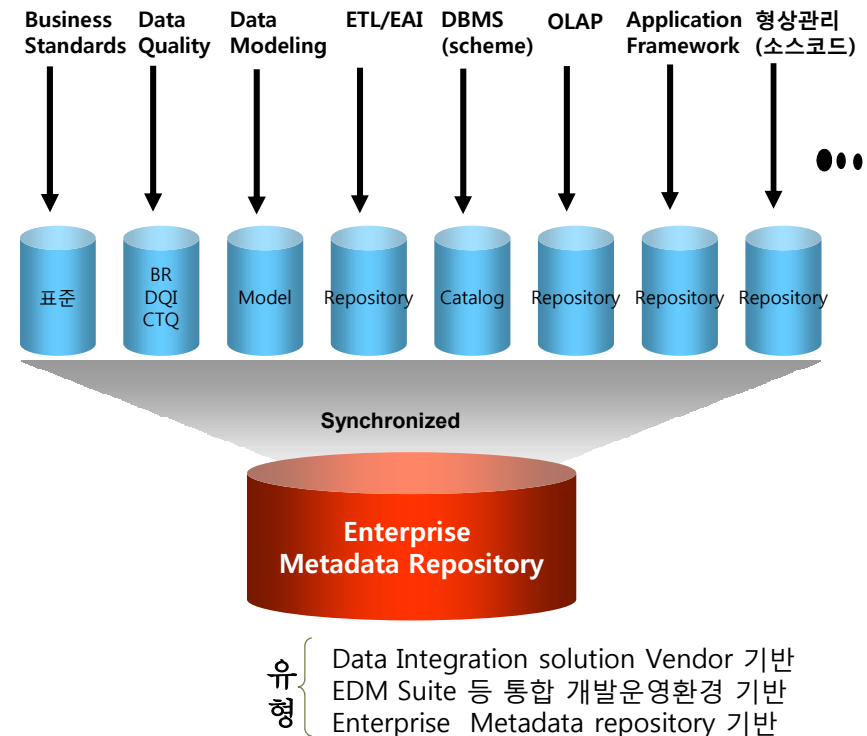 Business Standards
Data Quality
Data Modeling
ETL/EAI
DBMS (scheme)
OLAP
Application Framework
형상관리 (소스코드)
표준
BR
DQI
CTQ
Model
Repository
Catalog
Repository
Repository
Repository
Synchronized
Enterprise
Metadata Repository
유형
Data Integration solution Vendor 기반
EDM Suite 등 통합 개발운영환경 기반
Enterprise Metadata repository 기반